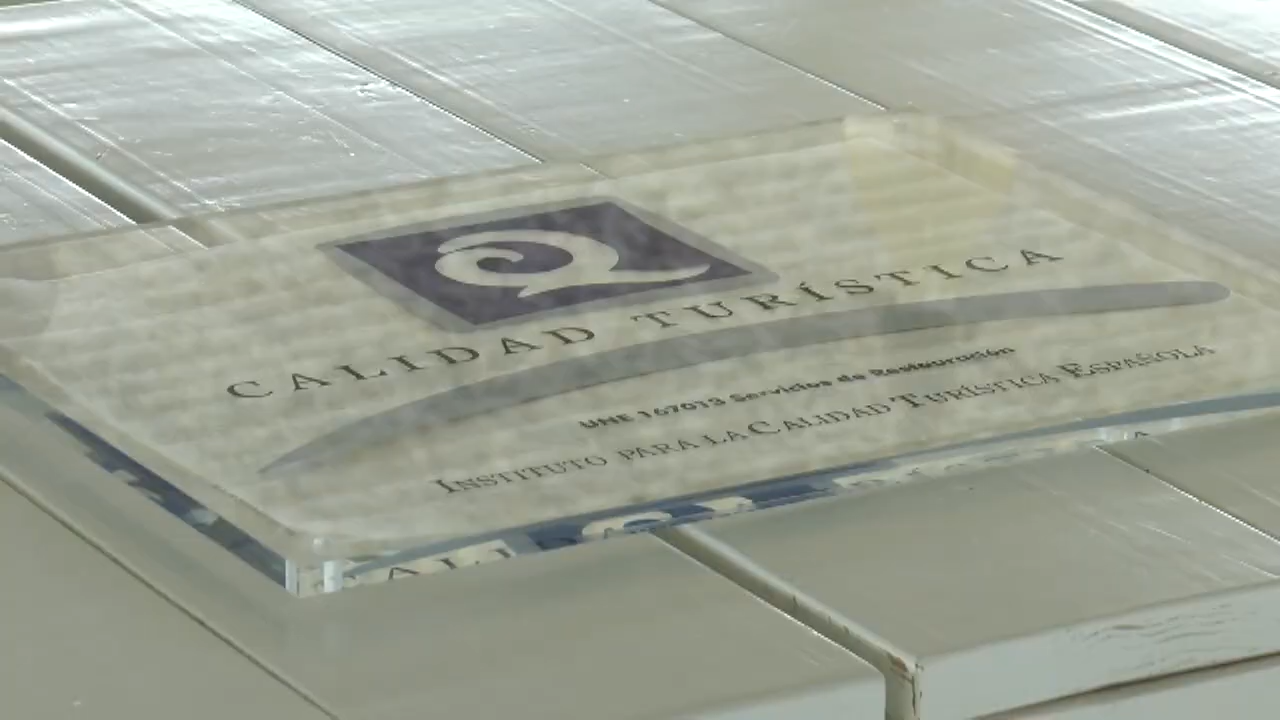 CALIDAD TURÍSTICA
UNE 167013 Servicios de Restauración
INSTITUTO PARA LA CALIDAD TURÍSTICA ESPAÑOLA